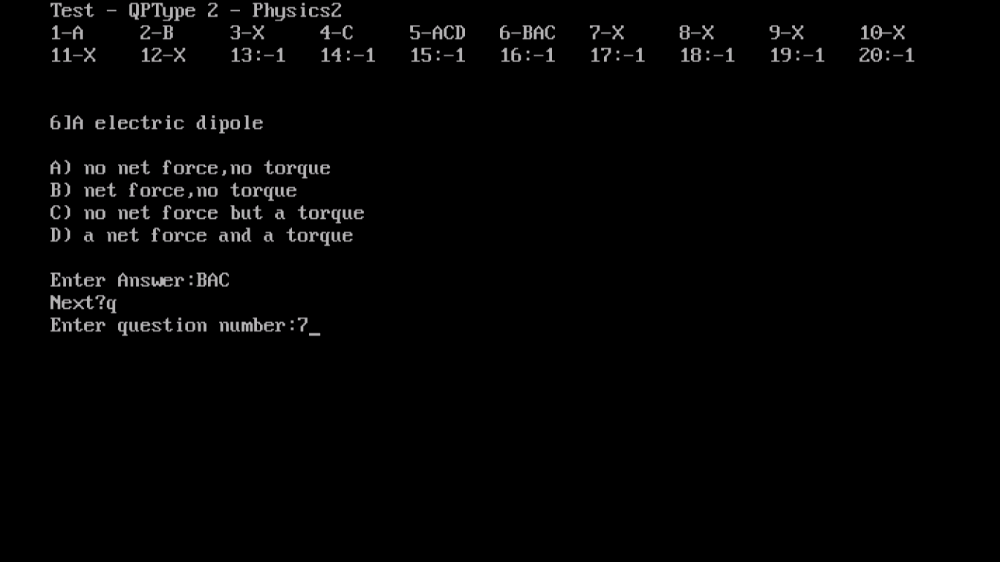 Test - QPType 2 - Physics2
1-A 2-B 3-X 4-C 5-ACD 6-BAC 7-X 8-X 9-X 10-X
11-X 12-X 13:-1 14:-1 15:-1 16:-1 17:-1 18:-1 19:-1 20:-1
6]A electric dipole
A) no net force,no torque
B) net force,no torque
C) no net force but a torque
D) a net force and a torque
Enter Answer:BAC
Next?q
Enter question number:7_